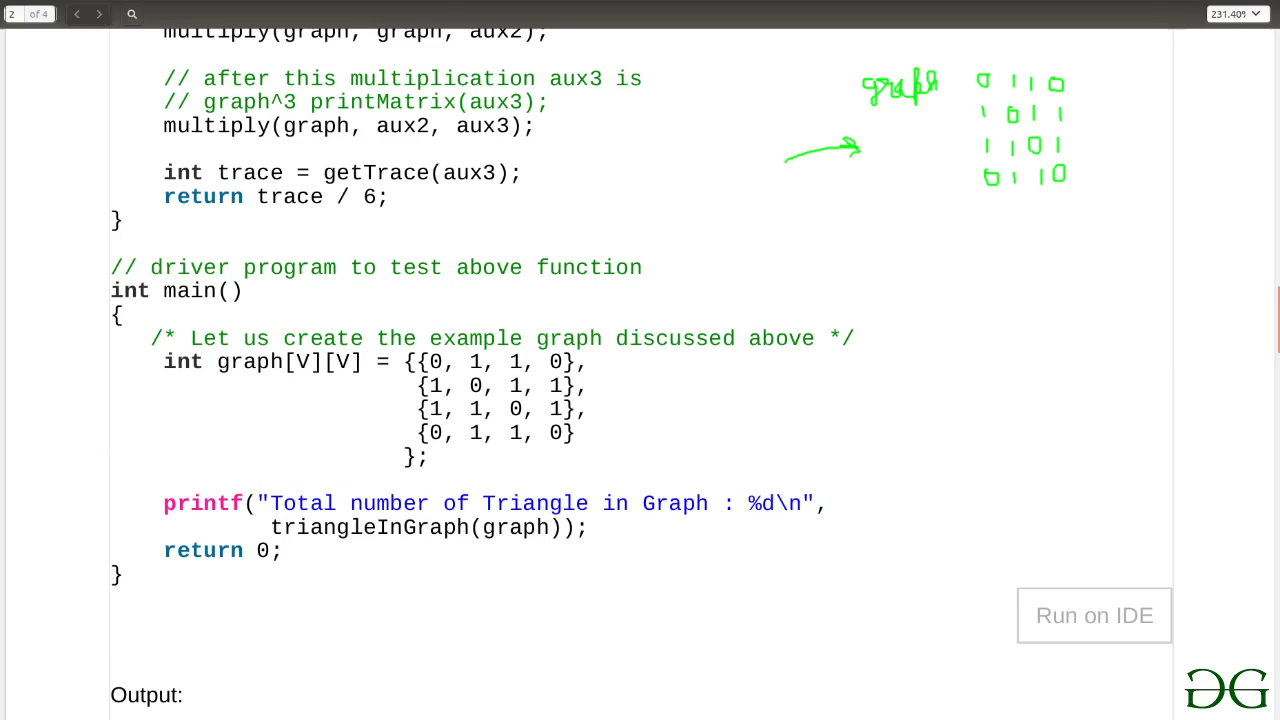 2 of 4 231.40%
multiply(graph, graph, aux2);
// after this multiplication aux3 is
// graph^3 printMatrix(aux3);
multiply(graph, aux2, aux3);
int trace = getTrace(aux3);
return trace / 6;
}
graph 0 1 1 0
1 0 1 1
1 1 0 1
0 1 1 0
// driver program to test above function
int main()
{
/* Let us create the example graph discussed above */
int graph[V][V] = {{0, 1, 1, 0},
{1, 0, 1, 1},
{1, 1, 0, 1},
{0, 1, 1, 0}
};
printf("Total number of Triangle in Graph : %d\n",
triangleInGraph(graph));
return 0;
}
Run on IDE
Output:
GG